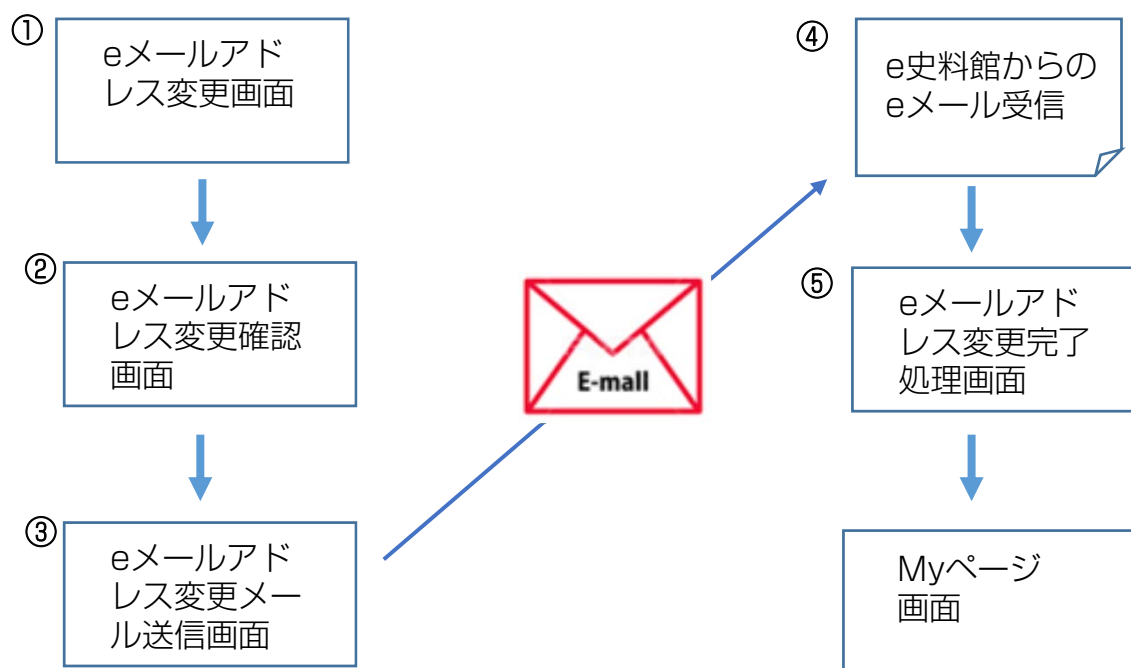 ①
eメールアド
レス変更画面
②
eメールアド
レス変更確認
画面
③
eメールアド
レス変更メー
ル送信画面
E-mall
④
e史料館からの
eメール受信
⑤
eメールアド
レス変更完了
処理画面
Myページ
画面